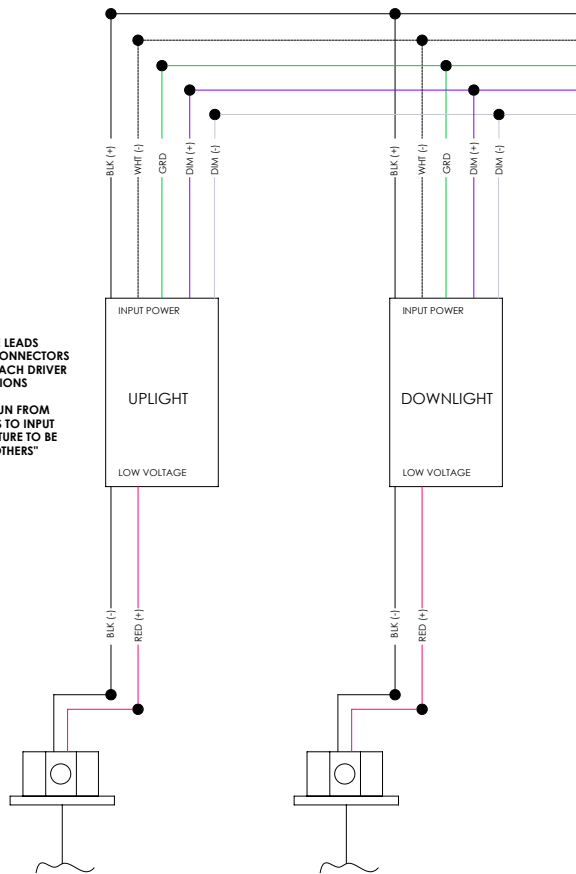 BLK (+)
WHT (-)
GRD
DIM (+)
DIM (-)
BLK (+)
WHT (-)
GRD
DIM (+)
DIM (-)
INPUT POWER
UPLIGHT
LOW VOLTAGE
INPUT POWER
DOWNLIGHT
LOW VOLTAGE
LEADS
ONNECTORS
ACH DRIVER
IONS
UN FROM
S TO INPUT
TURE TO BE
OTHERS"
BLK (-)
RED (+)
BLK (-)
RED (+)